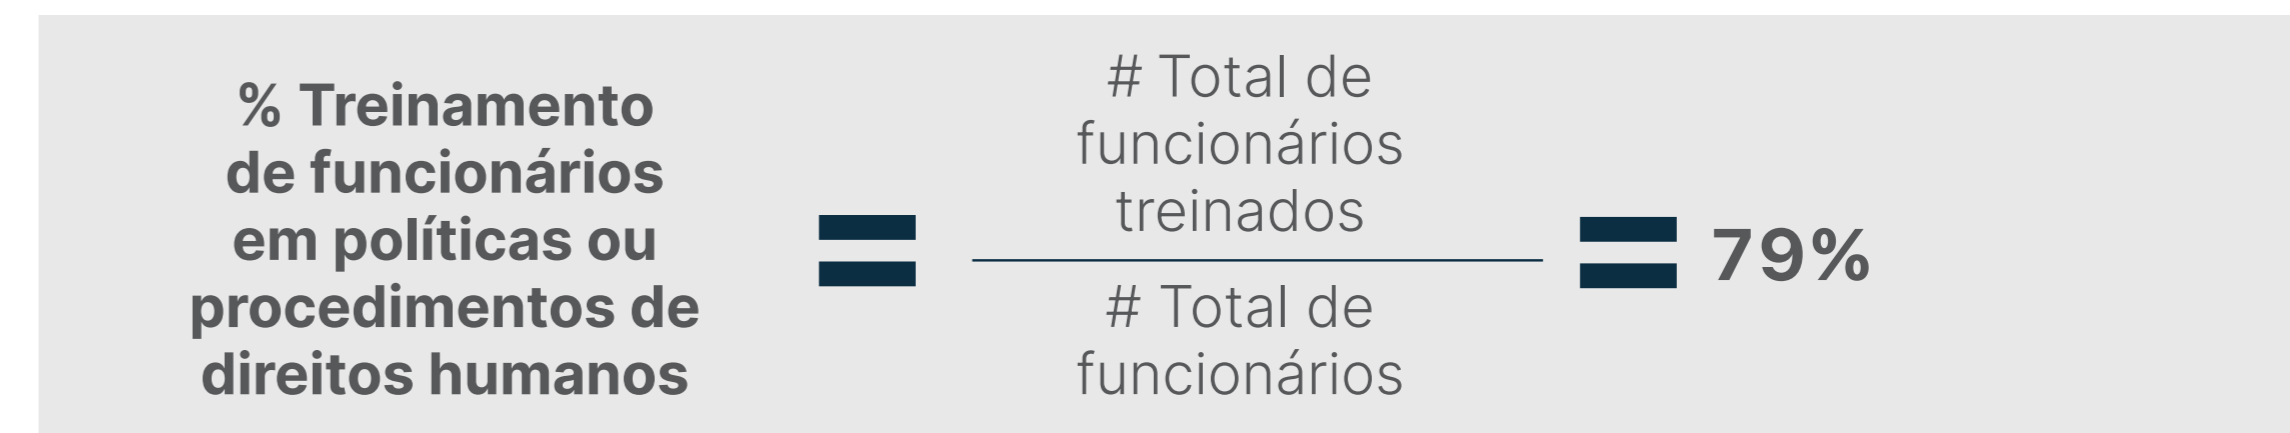 % Treinamento
de funcionários
em políticas ou
procedimentos de
direitos humanos
=
# Total de
funcionários
treinados
# Total de
funcionários
= 79%